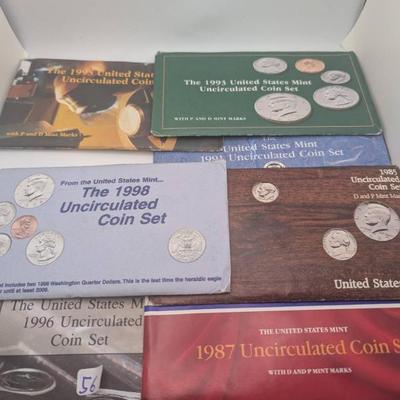 The 1995 United States
Uncirculated Coin
with P and D Mint Marks
The 1993 United States Mint
Uncirculated Coin Set
WITH P AND D MINT MARKS
The United States Mint
1991 Uncirculated Coin Set
From the United States Mint...
The 1998
Uncirculated
Coin Set
set includes two 1998 Washington Quarter Dollars. This is the last time the heraldic eagle
until at least 2009.
1985
Uncirculated
Coin Set
D and P Mint Ma
United States
The United States M
1996 Uncirculated
Coin Set
56
THE UNITED STATES MINT
1987 Uncirculated Coin S
WITH D AND P MINT MARKS